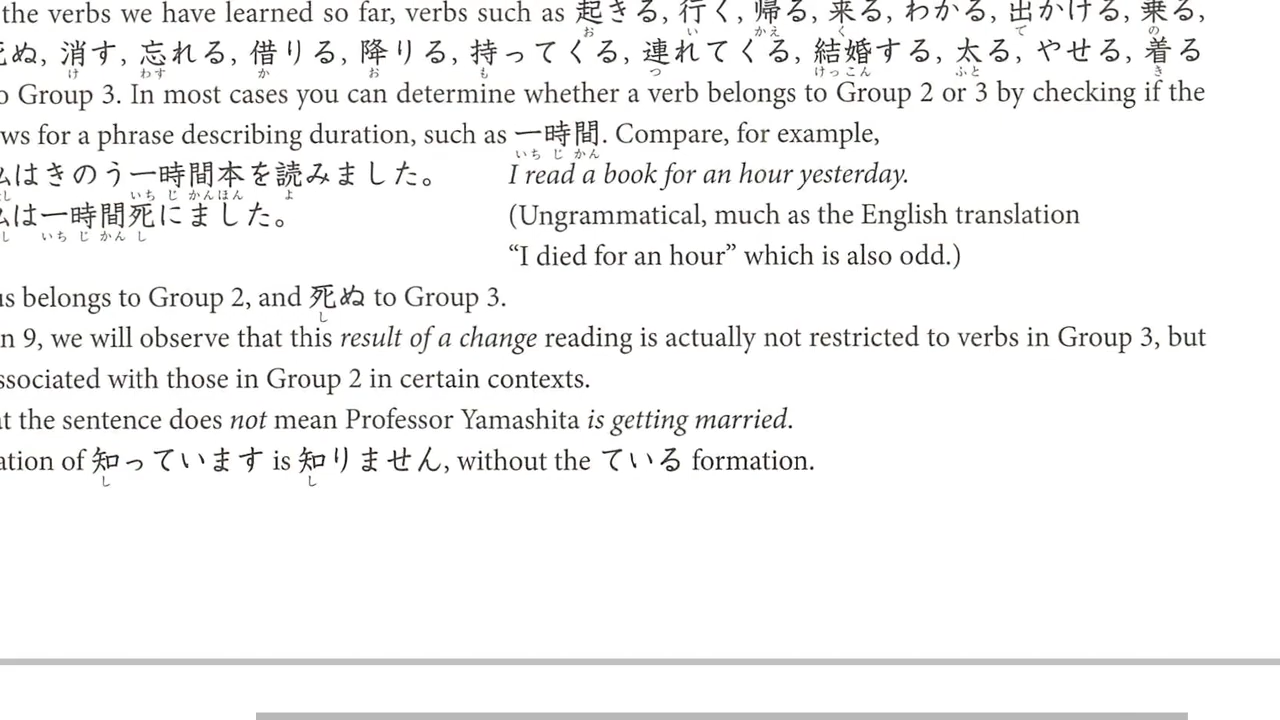 the verbs we have learned so far, verbs such as 起きる, 行く, 帰る, 来る, わかる, 出かける, 乗る,
ぬ, 消す, 忘れる, 借りる, 降りる, 持ってくる, 連れてくる, 結婚する, 太る, やせる, 着る
o Group 3. In most cases you can determine whether a verb belongs to Group 2 or 3 by checking if the
ws for a phrase describing duration, such as 一時間. Compare, for example,
はきのう一時間本を読みました。 I read a book for an hour yesterday.
は一時間死にました。 (Ungrammatical, much as the English translation
“I died for an hour” which is also odd.)
us belongs to Group 2, and 死ぬ to Group 3.
n 9, we will observe that this result of a change reading is actually not restricted to verbs in Group 3, but
ssociated with those in Group 2 in certain contexts.
at the sentence does not mean Professor Yamashita is getting married.
ation of 知っています is 知りません, without the ている formation.